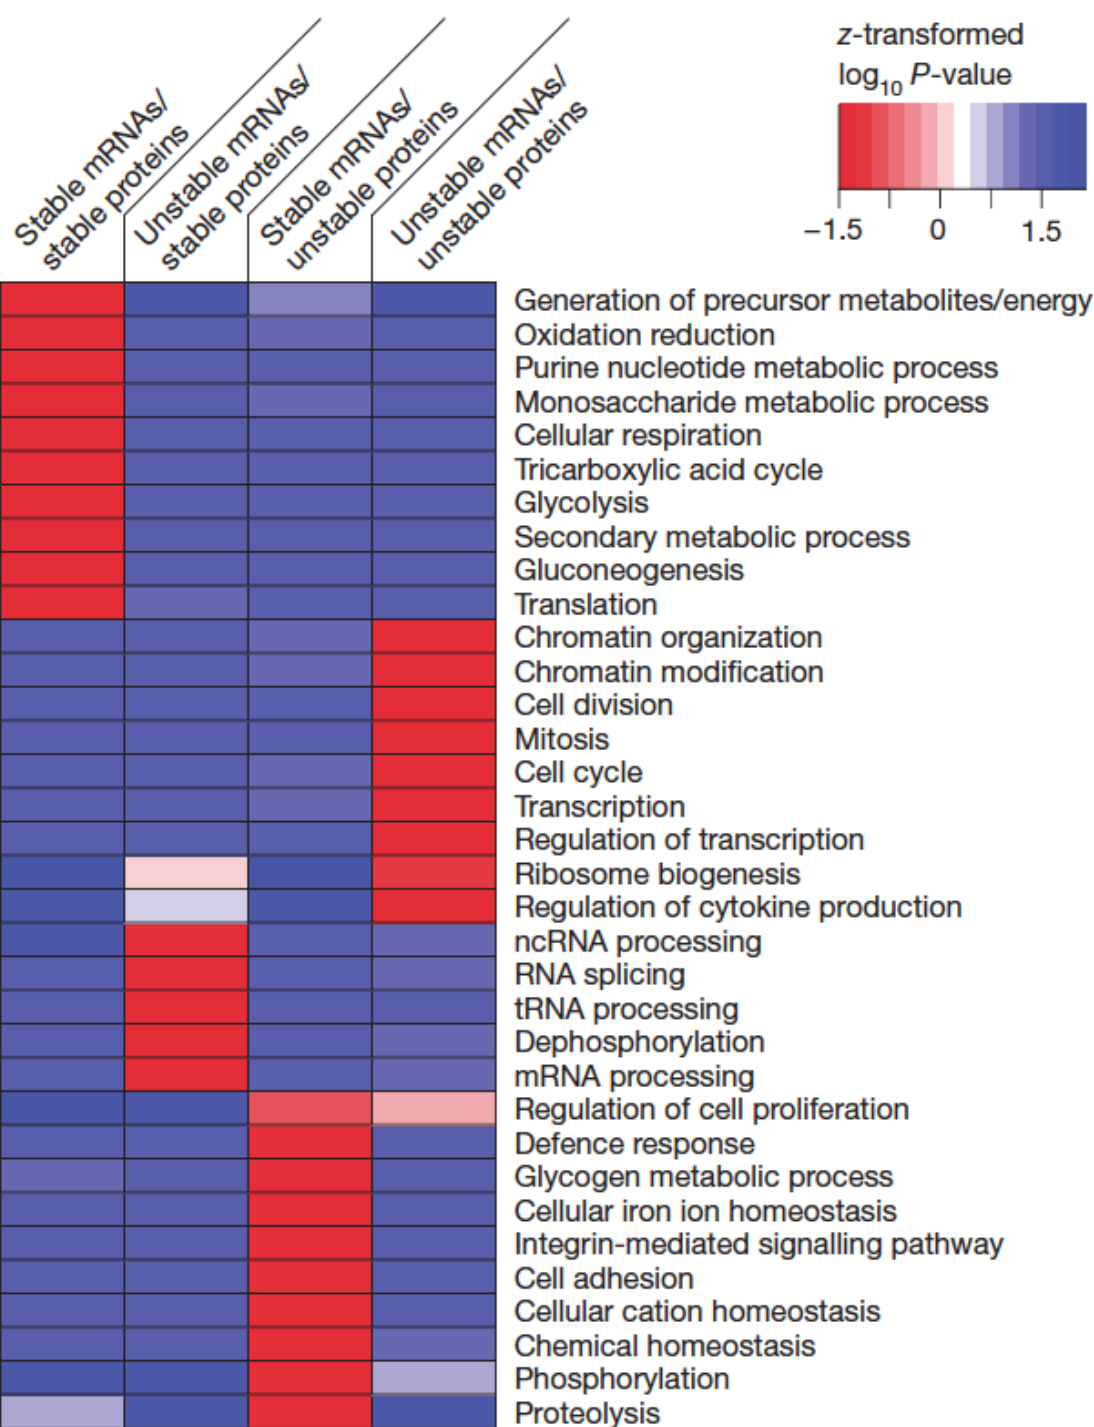 Stable mRNAs/
stable proteins
Unstable mRNAs/
stable proteins
Stable mRNAs/
unstable proteins
Unstable mRNAs/
unstable proteins
z-transformed
log10 P-value
−1.5 0 1.5
Generation of precursor metabolites/energy
Oxidation reduction
Purine nucleotide metabolic process
Monosaccharide metabolic process
Cellular respiration
Tricarboxylic acid cycle
Glycolysis
Secondary metabolic process
Gluconeogenesis
Translation
Chromatin organization
Chromatin modification
Cell division
Mitosis
Cell cycle
Transcription
Regulation of transcription
Ribosome biogenesis
Regulation of cytokine production
ncRNA processing
RNA splicing
tRNA processing
Dephosphorylation
mRNA processing
Regulation of cell proliferation
Defence response
Glycogen metabolic process
Cellular iron ion homeostasis
Integrin-mediated signalling pathway
Cell adhesion
Cellular cation homeostasis
Chemical homeostasis
Phosphorylation
Proteolysis